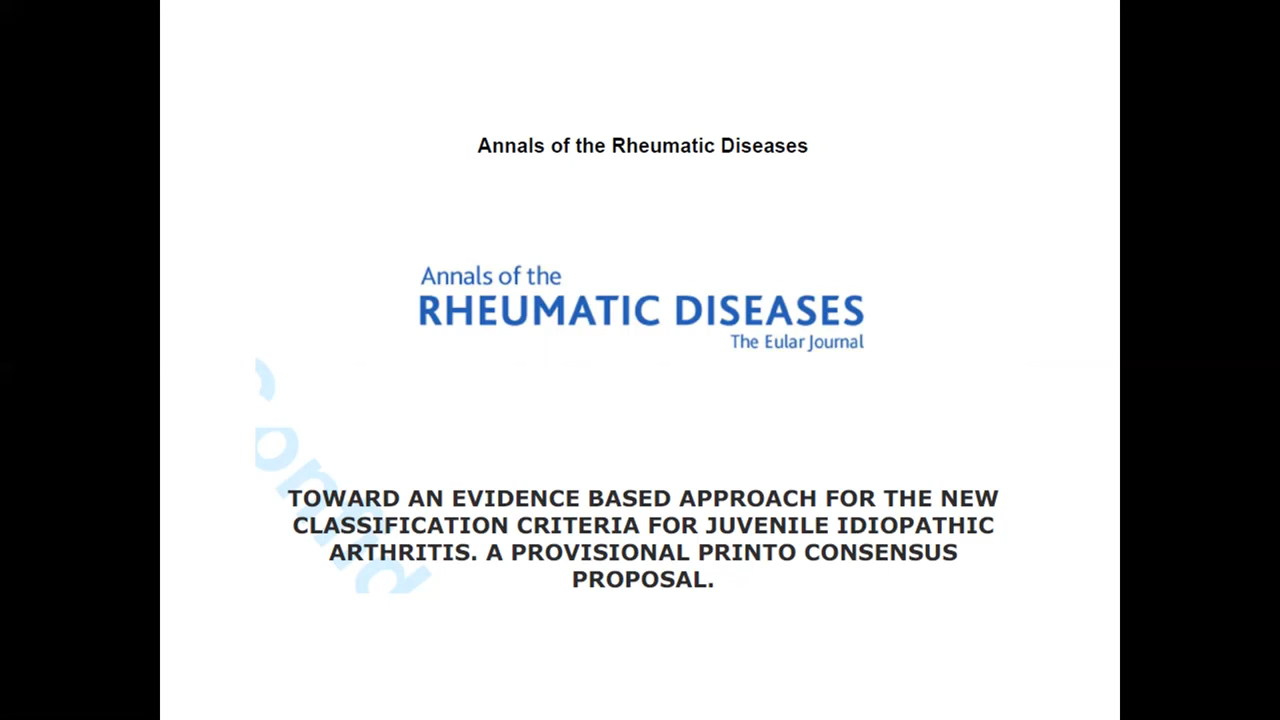 Annals of the Rheumatic Diseases
Annals of the
RHEUMATIC DISEASES
The Eular Journal
Confid
TOWARD AN EVIDENCE BASED APPROACH FOR THE NEW
CLASSIFICATION CRITERIA FOR JUVENILE IDIOPATHIC
ARTHRITIS. A PROVISIONAL PRINTO CONSENSUS
PROPOSAL.